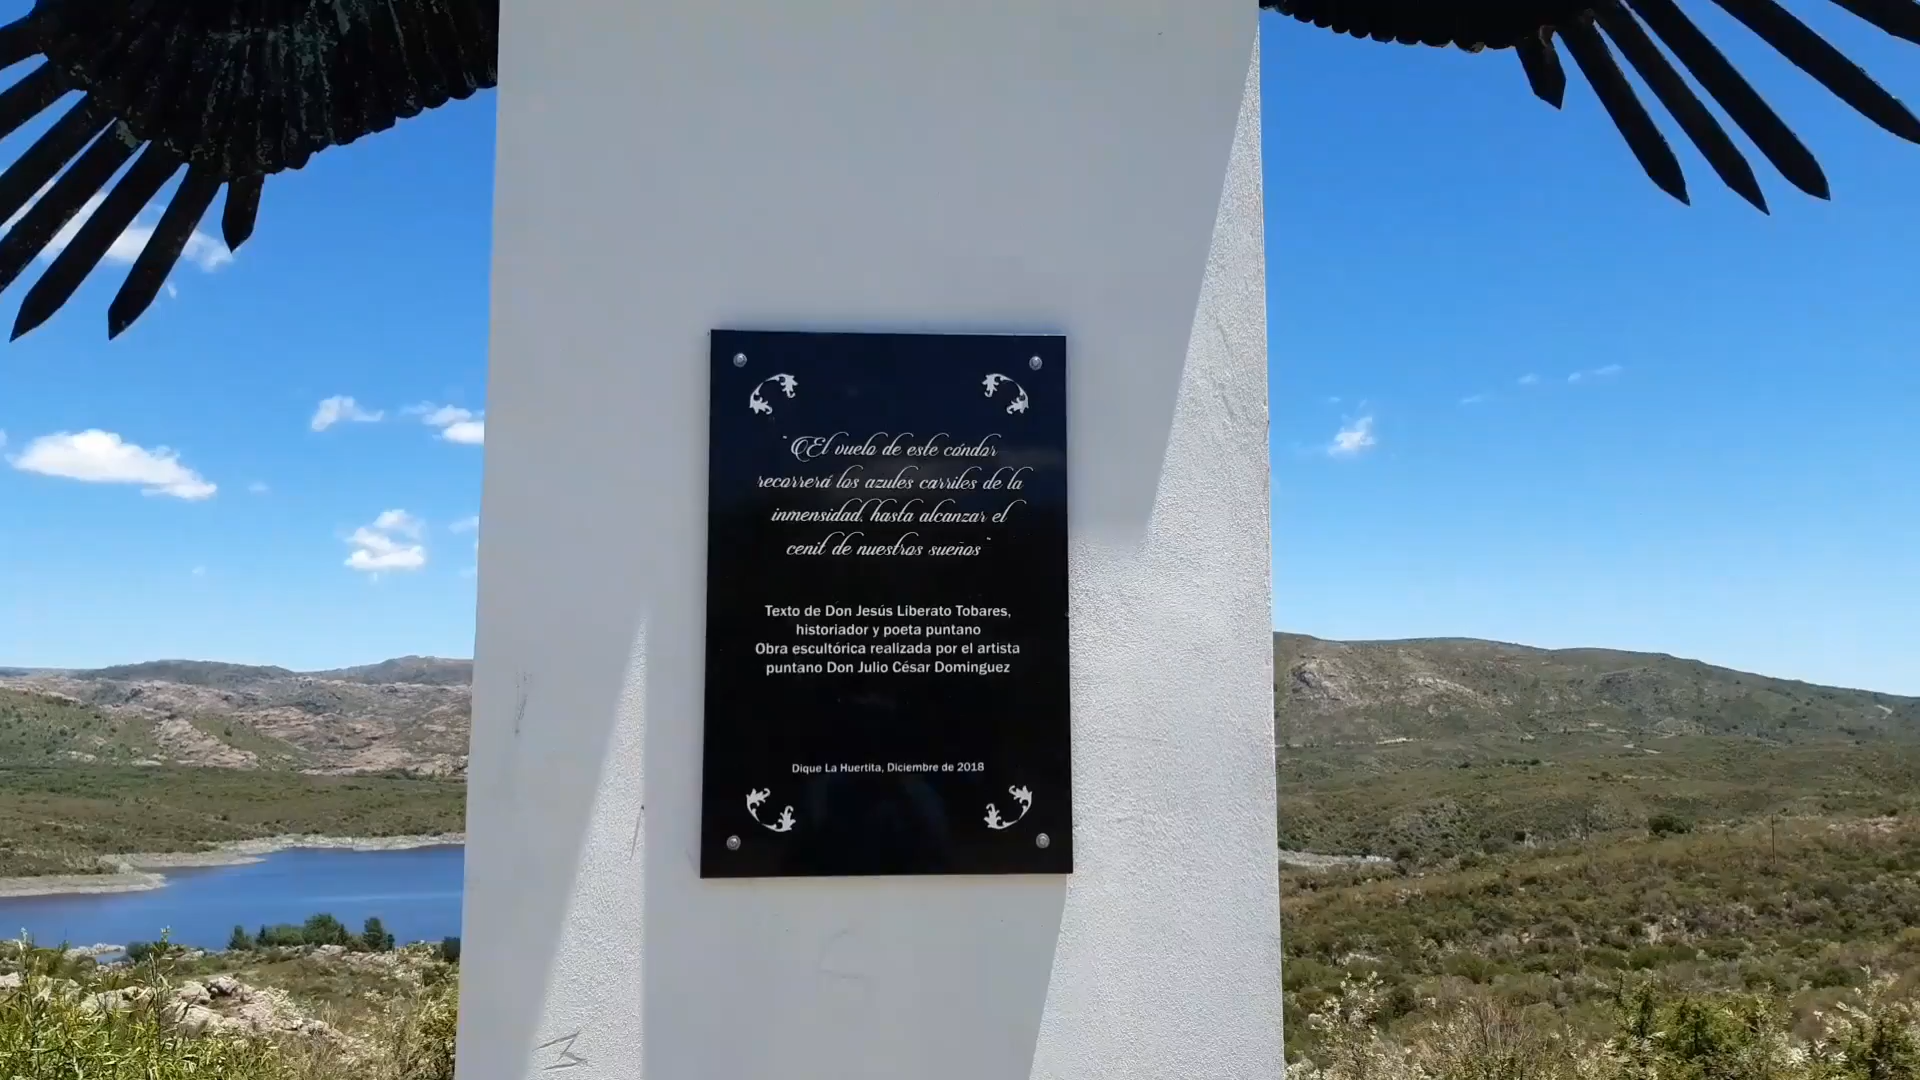 "El vuelo de este cóndor
recorrerá los azules carriles de la
inmensidad, hasta alcanzar el
cenit de nuestros sueños"
Texto de Don Jesús Liberato Tobares,
historiador y poeta puntano
Obra escultórica realizada por el artista
puntano Don Julio César Dominguez
Dique La Huertita, Diciembre de 2018